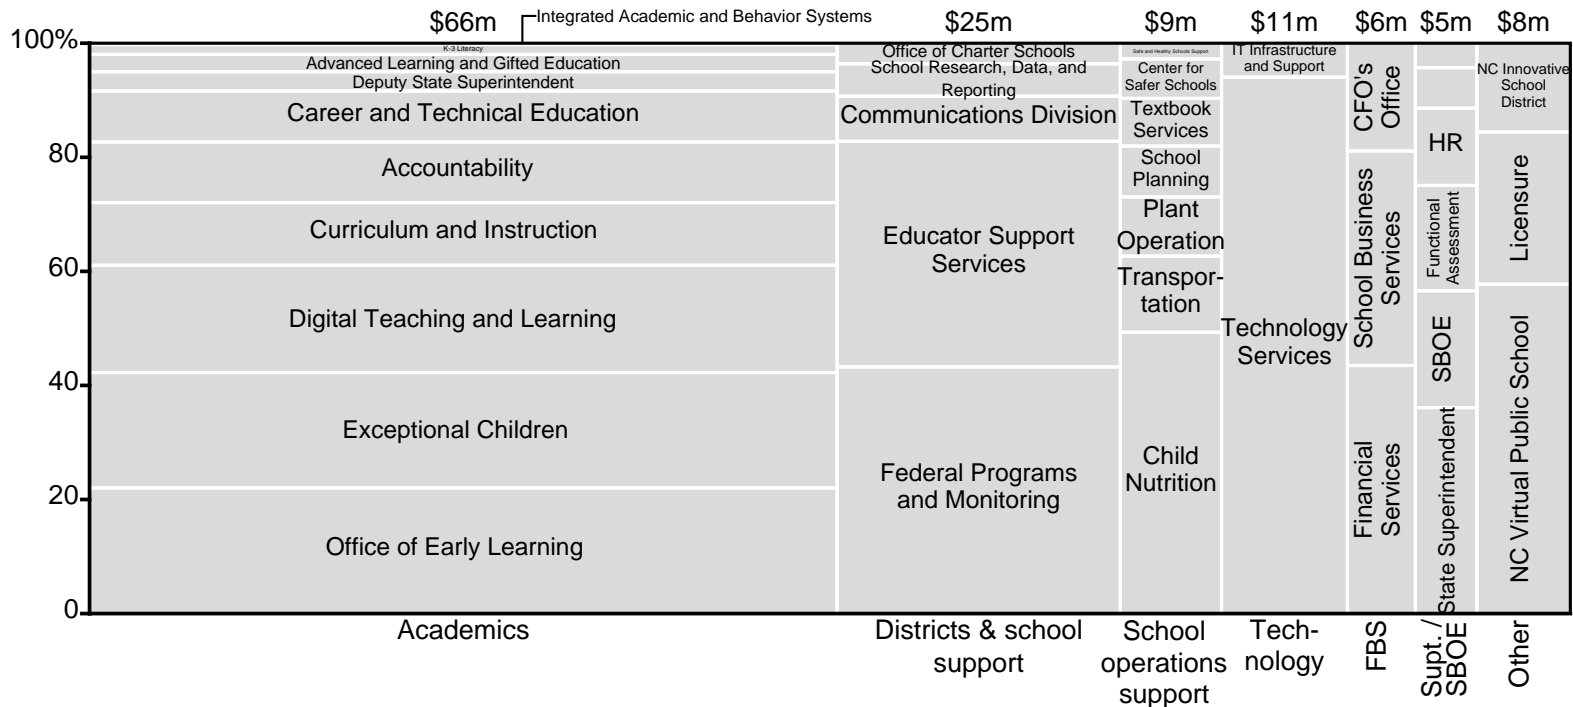 $66m
Integrated Academic and Behavior Systems
$25m
$9m
$11m
$6m
$5m
$8m
100%
80
60
40
20
0
K-3 Literacy
Advanced Learning and Gifted Education
Deputy State Superintendent
Career and Technical Education
Accountability
Curriculum and Instruction
Digital Teaching and Learning
Exceptional Children
Office of Early Learning
Office of Charter Schools
School Research, Data, and
Reporting
Communications Division
Educator Support
Services
Federal Programs
and Monitoring
Safe and Healthy Schools Support
Center for
Safer Schools
Textbook
Services
School
Planning
Plant
Operation
Transpor-
tation
Child
Nutrition
IT Infrastructure
and Support
Technology
Services
CFO's
Office
School Business
Services
Financial
Services
HR
Functional
Assessment
SBOE
State Superintendent
NC Innovative
School
District
Licensure
NC Virtual Public School
Academics
Districts & school
support
School
operations
support
Tech-
nology
FBS
Supt. /
SBOE
Other